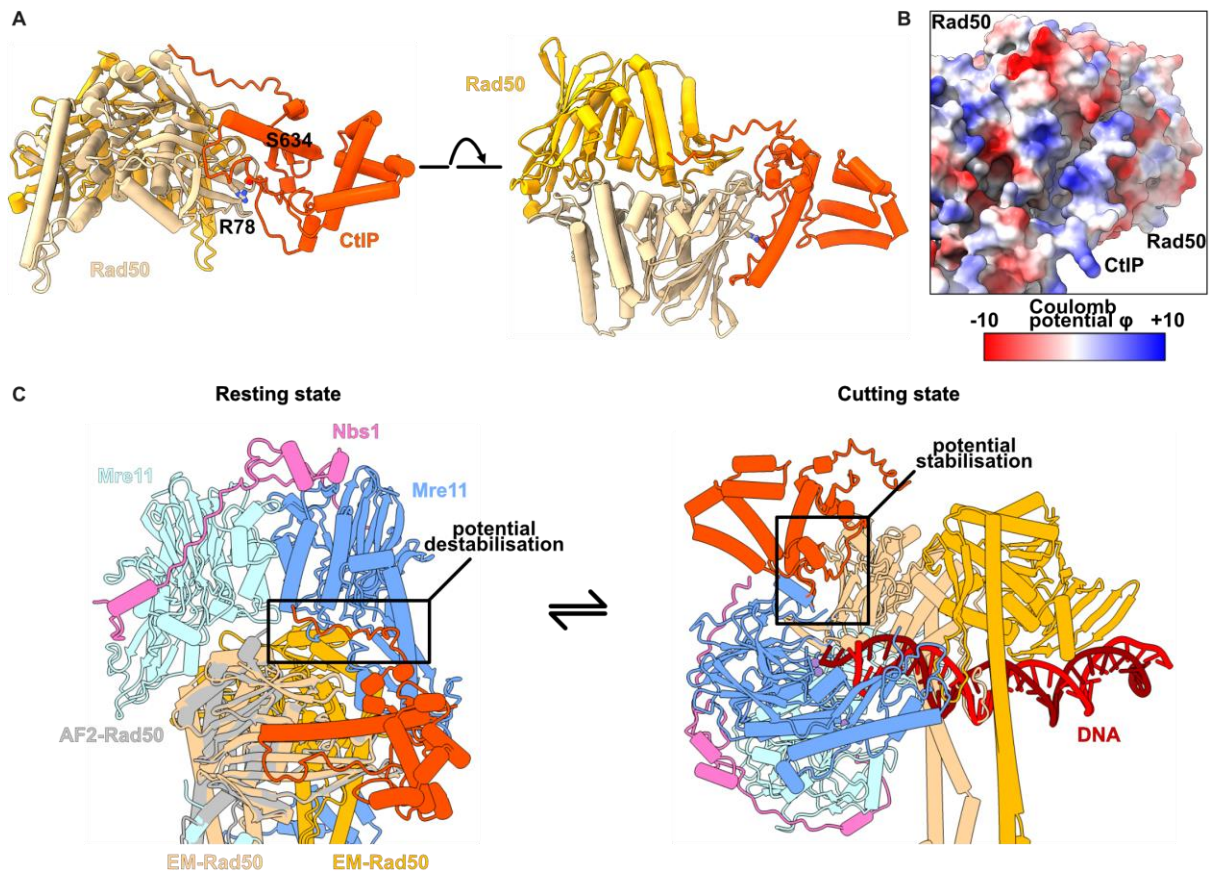 A
Rad50
S634
R78
CtIP
Rad50
B
Rad50
Rad50
CtIP
Coulomb
-10 potential φ +10
C
Resting state
Nbs1
Mre11
Mre11
potential
destabilisation
AF2-Rad50
EM-Rad50
EM-Rad50
Cutting state
potential
stabilisation
DNA